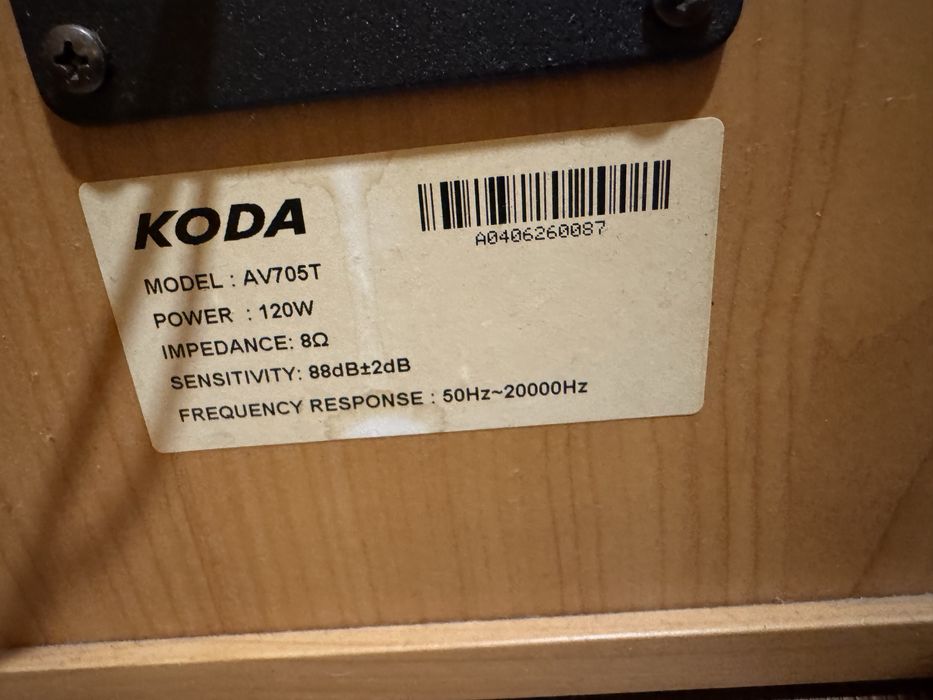 KODA
A0406260087
MODEL : AV705T
POWER : 120W
IMPEDANCE: 8Ω
SENSITIVITY: 88dB±2dB
FREQUENCY RESPONSE : 50Hz~20000Hz